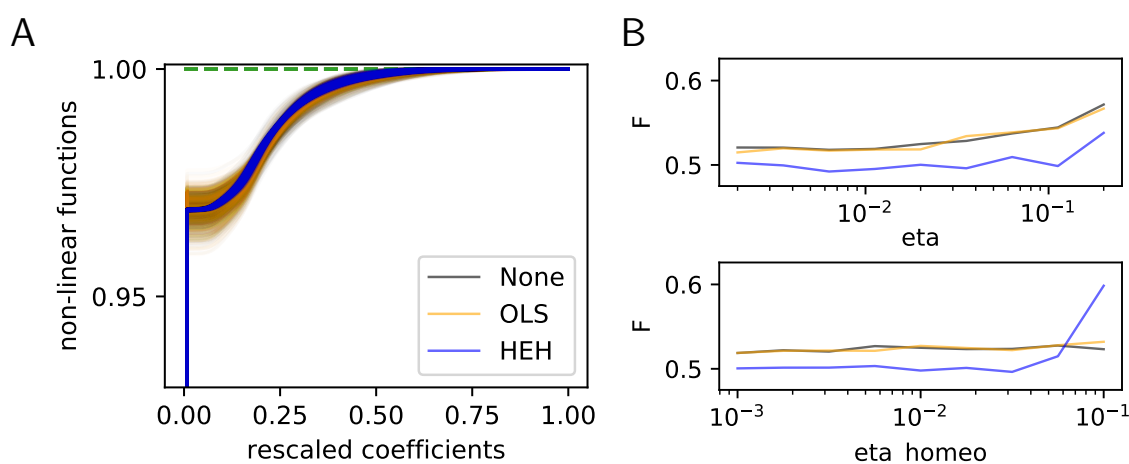 A
non-linear functions
1.00
0.95
None
OLS
HEH
0.00 0.25 0.50 0.75 1.00
rescaled coefficients
B
F
0.6
0.5
10⁻² 10⁻¹
eta
F
0.6
0.5
10⁻³ 10⁻² 10⁻¹
eta homeo